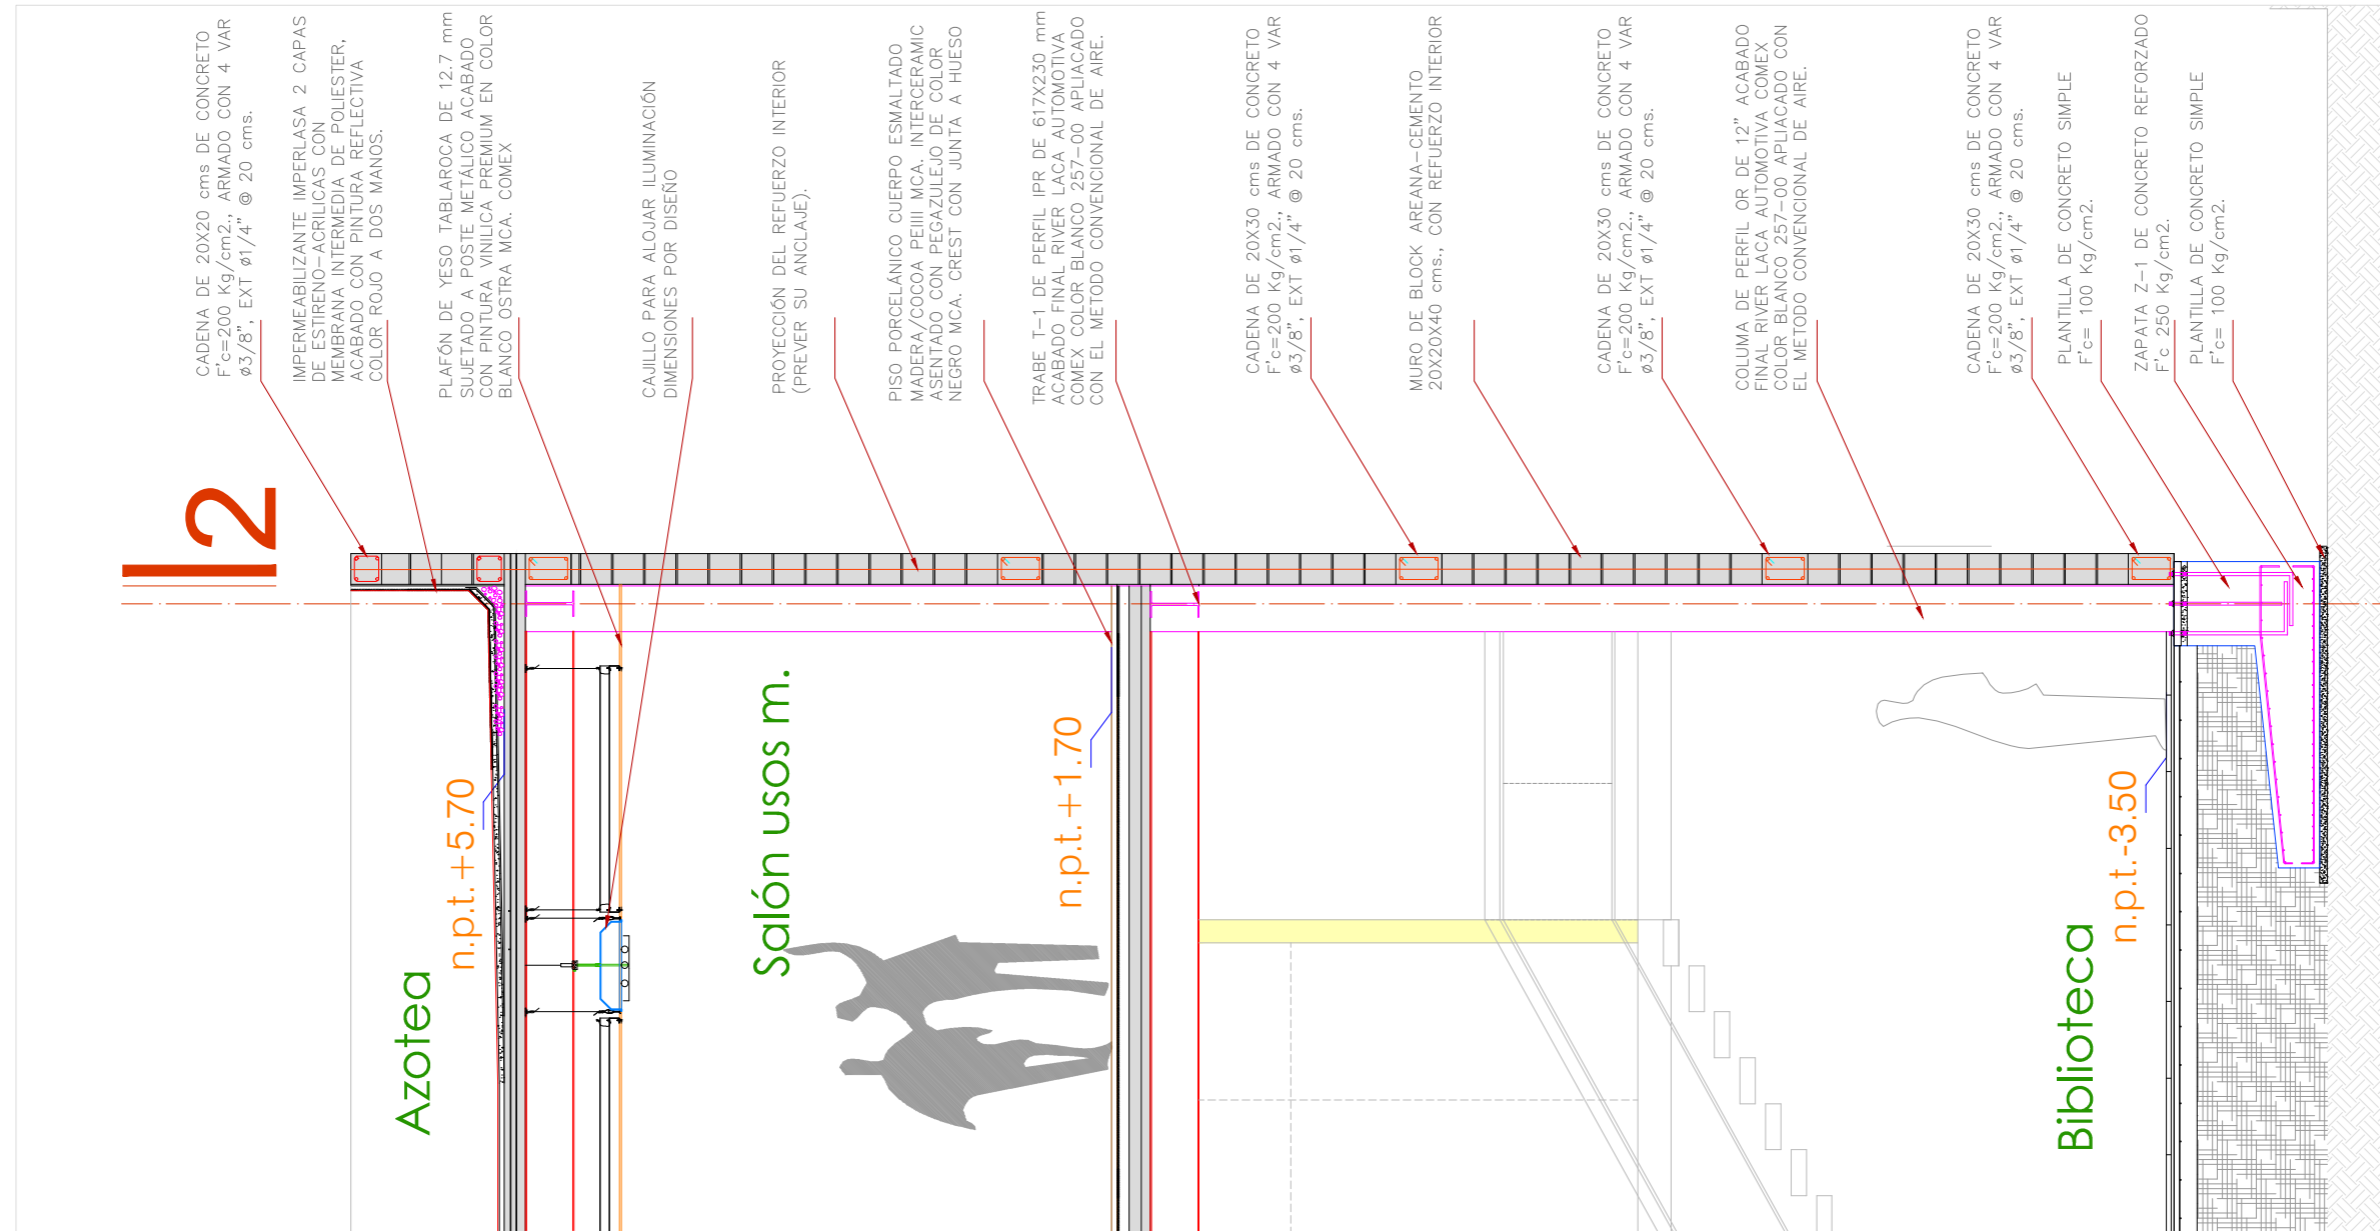 2
CADENA DE 20X20 cms DE CONCRETO
F'c=200 Kg/cm2., ARMADO CON 4 VAR
ø3/8", EXT ø1/4" @ 20 cms.
IMPERMEABILIZANTE IMPERLASA 2 CAPAS
DE ESTIRENO-ACRILICAS CON
MEMBRANA INTERMEDIA DE POLIESTER,
ACABADO CON PINTURA REFLECTIVA
COLOR ROJO A DOS MANOS.
PLAFÓN DE YESO TABLAROCA DE 12.7 mm
SUJETADO A POSTE METÁLICO ACABADO
CON PINTURA VINILICA PREMIUM EN COLOR
BLANCO OSTRA MCA. COMEX
CAJILLO PARA ALOJAR ILUMINACIÓN
DIMENSIONES POR DISEÑO
PROYECCIÓN DEL REFUERZO INTERIOR
(PREVER SU ANCLAJE).
PISO PORCELÁNICO CUERPO ESMALTADO
MADERA/COCOA PEIIII MCA. INTERCERAMIC
ASENTADO CON PEGAZULEJO DE COLOR
NEGRO MCA. CREST CON JUNTA A HUESO
TRABE T-1 DE PERFIL IPR DE 617X230 mm
ACABADO FINAL RIVER LACA AUTOMOTIVA
COMEX COLOR BLANCO 257-00 APLIACADO
CON EL METODO CONVENCIONAL DE AIRE.
CADENA DE 20X30 cms DE CONCRETO
F'c=200 Kg/cm2., ARMADO CON 4 VAR
ø3/8", EXT ø1/4" @ 20 cms.
MURO DE BLOCK AREANA-CEMENTO
20X20X40 cms., CON REFUERZO INTERIOR
CADENA DE 20X30 cms DE CONCRETO
F'c=200 Kg/cm2., ARMADO CON 4 VAR
ø3/8", EXT ø1/4" @ 20 cms.
COLUMA DE PERFIL OR DE 12" ACABADO
FINAL RIVER LACA AUTOMOTIVA COMEX
COLOR BLANCO 257-00 APLIACADO CON
EL METODO CONVENCIONAL DE AIRE.
CADENA DE 20X30 cms DE CONCRETO
F'c=200 Kg/cm2., ARMADO CON 4 VAR
ø3/8", EXT ø1/4" @ 20 cms.
PLANTILLA DE CONCRETO SIMPLE
F'c= 100 Kg/cm2.
ZAPATA Z-1 DE CONCRETO REFORZADO
F'c 250 Kg/cm2.
PLANTILLA DE CONCRETO SIMPLE
F'c= 100 Kg/cm2.
Azotea
n.p.t.+5.70
Salón usos m.
n.p.t.+1.70
Biblioteca
n.p.t.-3.50